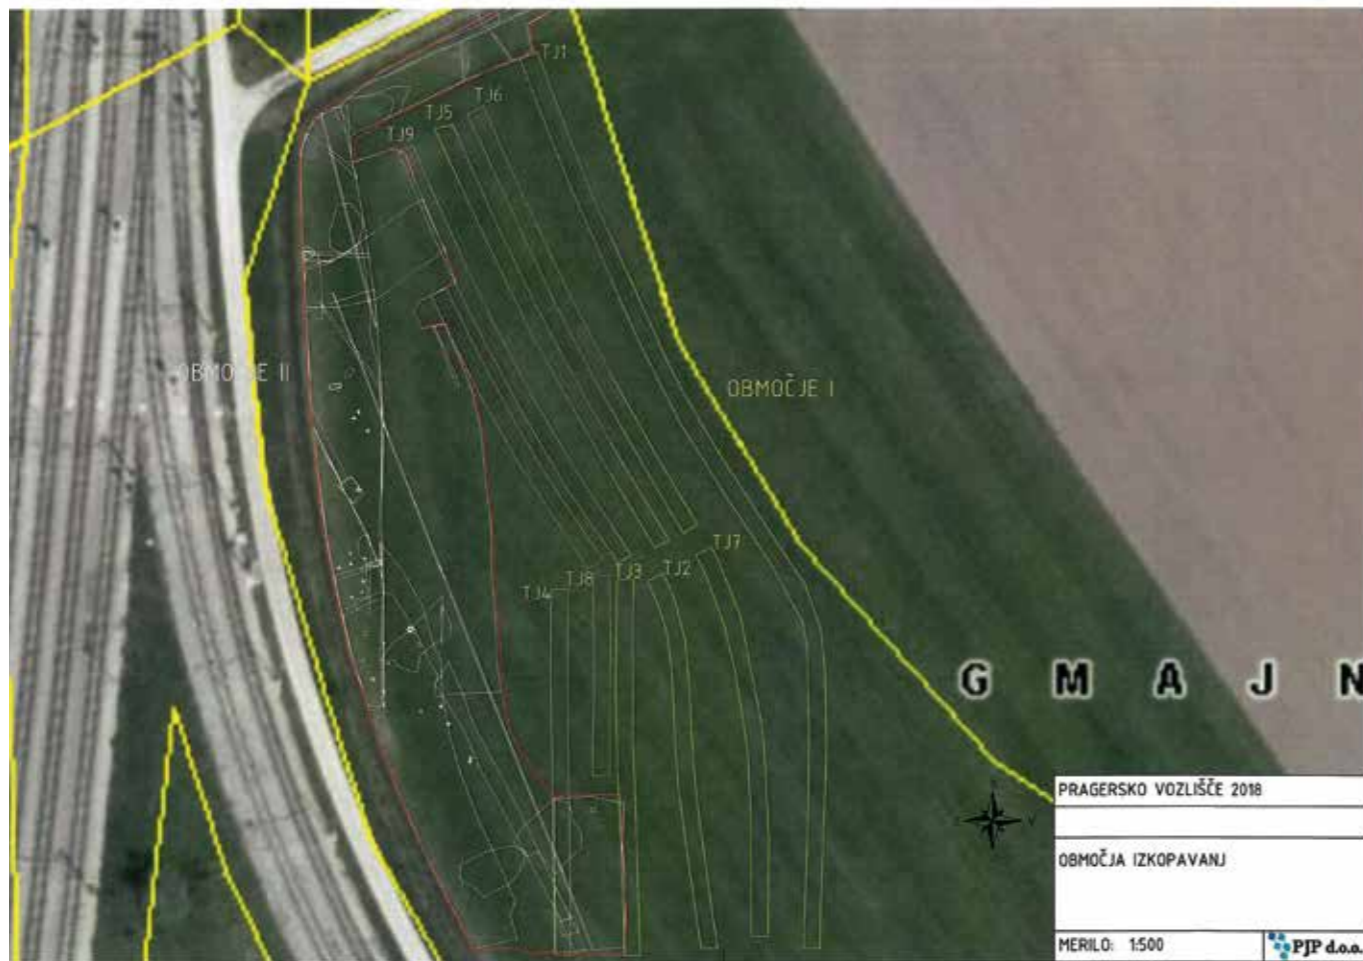 TJ1
TJ6
TJ5
TJ9
OBMOČJE II
OBMOČJE I
TJ7
TJ2
TJ3
TJ8
TJ4
G M A J N
PRAGERSKO VOZLIŠČE 2018
OBMOČJA IZKOPAVANJ
MERILO: 1:500
PJP d.o.o.